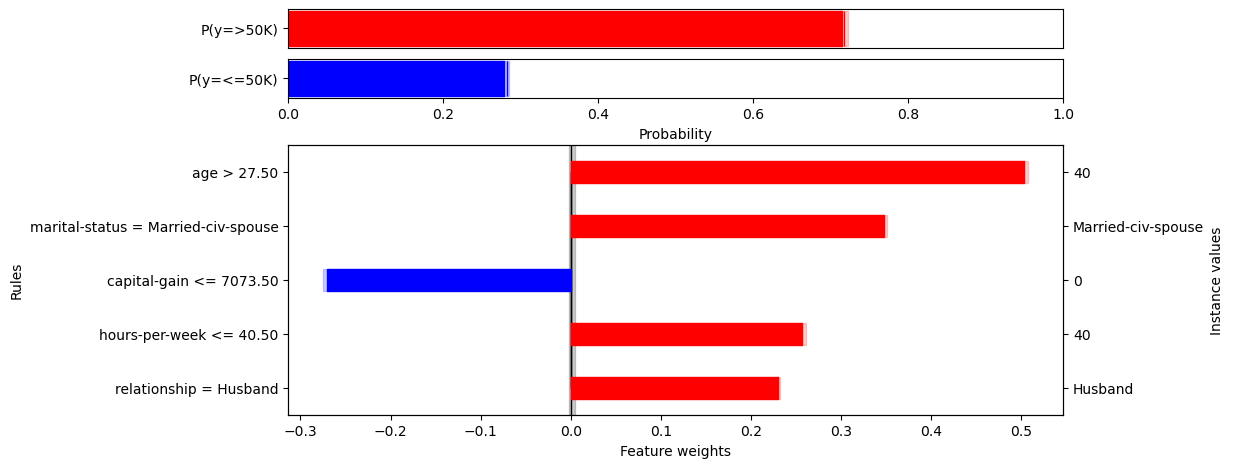 P(y=>50K)
P(y=<=50K)
0.0 0.2 0.4 0.6 0.8 1.0
Probability
age > 27.50 40
marital-status = Married-civ-spouse Married-civ-spouse
capital-gain <= 7073.50 0
hours-per-week <= 40.50 40
relationship = Husband Husband
Rules
Instance values
−0.3 −0.2 −0.1 0.0 0.1 0.2 0.3 0.4 0.5
Feature weights